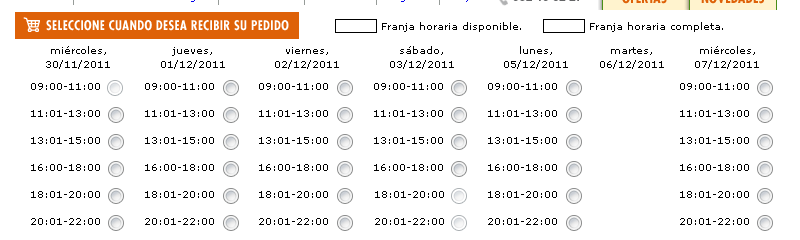 OFERTAS NOVEDADES
SELECCIONE CUANDO DESEA RECIBIR SU PEDIDO Franja horaria disponible. Franja horaria completa.
miércoles, jueves, viernes, sábado, lunes, martes, miércoles,
30/11/2011 01/12/2011 02/12/2011 03/12/2011 05/12/2011 06/12/2011 07/12/2011
09:00-11:00 09:00-11:00 09:00-11:00 09:00-11:00 09:00-11:00 09:00-11:00
11:01-13:00 11:01-13:00 11:01-13:00 11:01-13:00 11:01-13:00 11:01-13:00
13:01-15:00 13:01-15:00 13:01-15:00 13:01-15:00 13:01-15:00 13:01-15:00
16:00-18:00 16:00-18:00 16:00-18:00 16:00-18:00 16:00-18:00 16:00-18:00
18:01-20:00 18:01-20:00 18:01-20:00 18:01-20:00 18:01-20:00 18:01-20:00
20:01-22:00 20:01-22:00 20:01-22:00 20:01-22:00 20:01-22:00 20:01-22:00